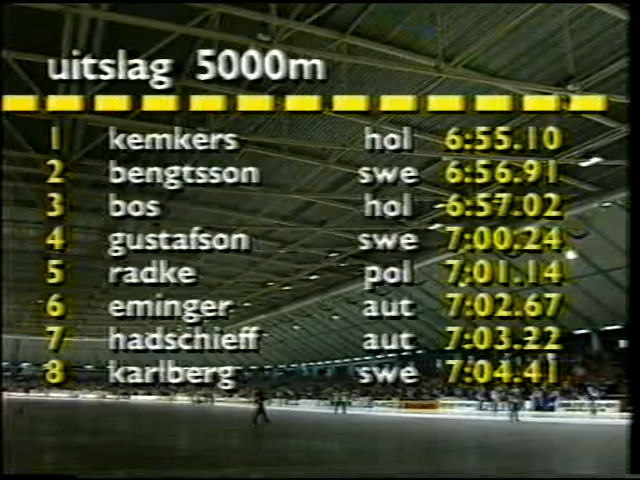 uitslag 5000m
1 kemkers hol 6:55.10
2 bengtsson swe 6:56.91
3 bos hol 6:57.02
4 gustafson swe 7:00.24
5 radke pol 7:01.14
6 eminger aut 7:02.67
7 hadschieff aut 7:03.22
8 karlberg swe 7:04.41